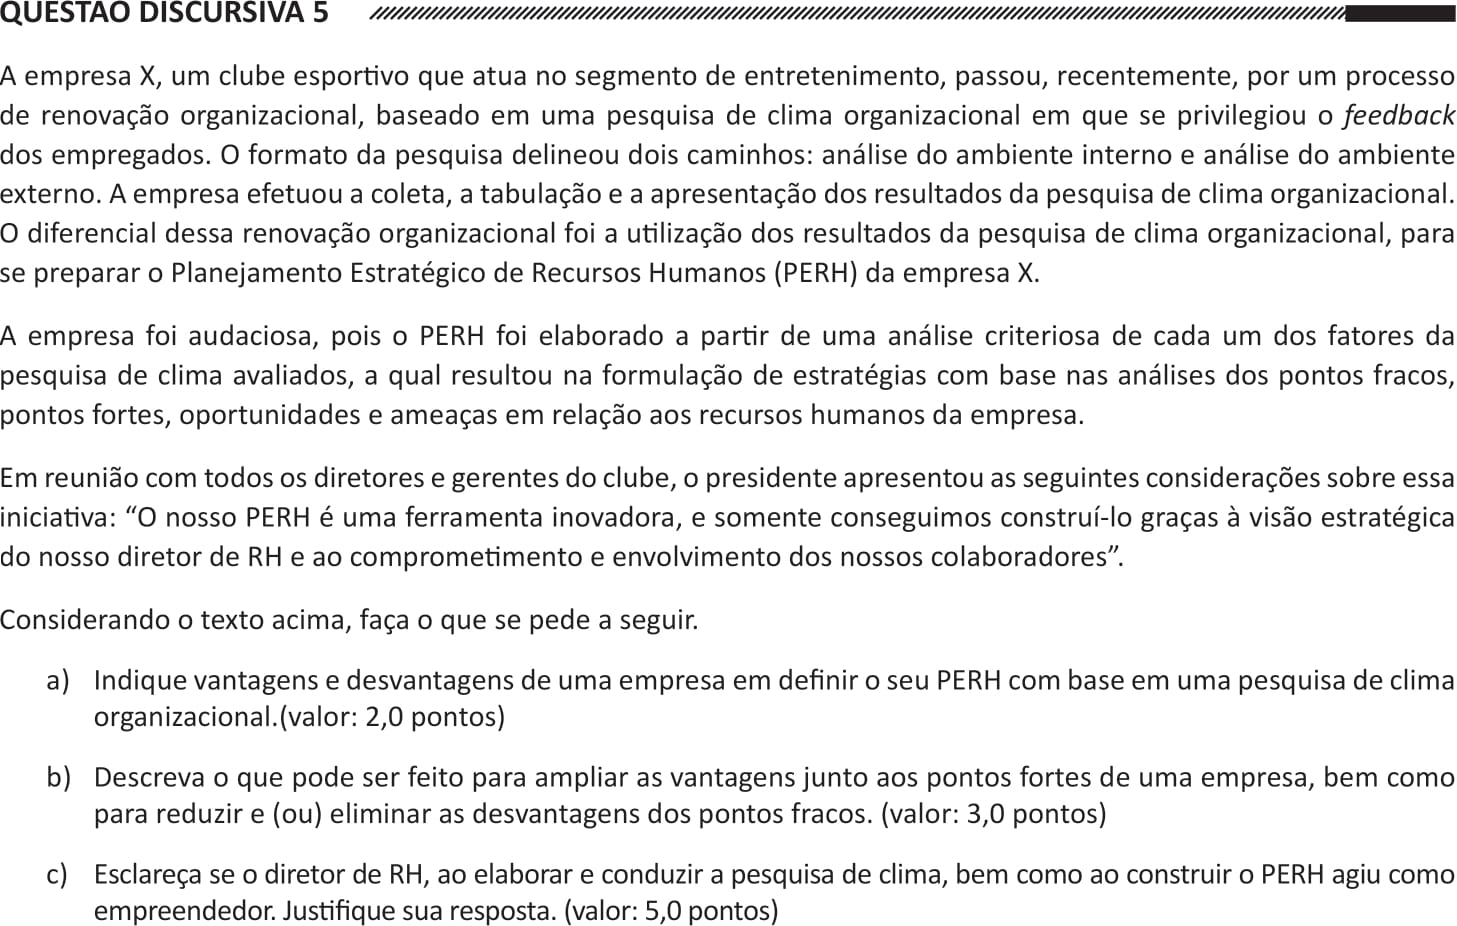 QUESTÃO DISCURSIVA 5
A empresa X, um clube esportivo que atua no segmento de entretenimento, passou, recentemente, por um processo
de renovação organizacional, baseado em uma pesquisa de clima organizacional em que se privilegiou o feedback
dos empregados. O formato da pesquisa delineou dois caminhos: análise do ambiente interno e análise do ambiente
externo. A empresa efetuou a coleta, a tabulação e a apresentação dos resultados da pesquisa de clima organizacional.
O diferencial dessa renovação organizacional foi a utilização dos resultados da pesquisa de clima organizacional, para
se preparar o Planejamento Estratégico de Recursos Humanos (PERH) da empresa X.
A empresa foi audaciosa, pois o PERH foi elaborado a partir de uma análise criteriosa de cada um dos fatores da
pesquisa de clima avaliados, a qual resultou na formulação de estratégias com base nas análises dos pontos fracos,
pontos fortes, oportunidades e ameaças em relação aos recursos humanos da empresa.
Em reunião com todos os diretores e gerentes do clube, o presidente apresentou as seguintes considerações sobre essa
iniciativa: “O nosso PERH é uma ferramenta inovadora, e somente conseguimos construí-lo graças à visão estratégica
do nosso diretor de RH e ao comprometimento e envolvimento dos nossos colaboradores”.
Considerando o texto acima, faça o que se pede a seguir.
a) Indique vantagens e desvantagens de uma empresa em definir o seu PERH com base em uma pesquisa de clima
organizacional.(valor: 2,0 pontos)
b) Descreva o que pode ser feito para ampliar as vantagens junto aos pontos fortes de uma empresa, bem como
para reduzir e (ou) eliminar as desvantagens dos pontos fracos. (valor: 3,0 pontos)
c) Esclareça se o diretor de RH, ao elaborar e conduzir a pesquisa de clima, bem como ao construir o PERH agiu como
empreendedor. Justifique sua resposta. (valor: 5,0 pontos)